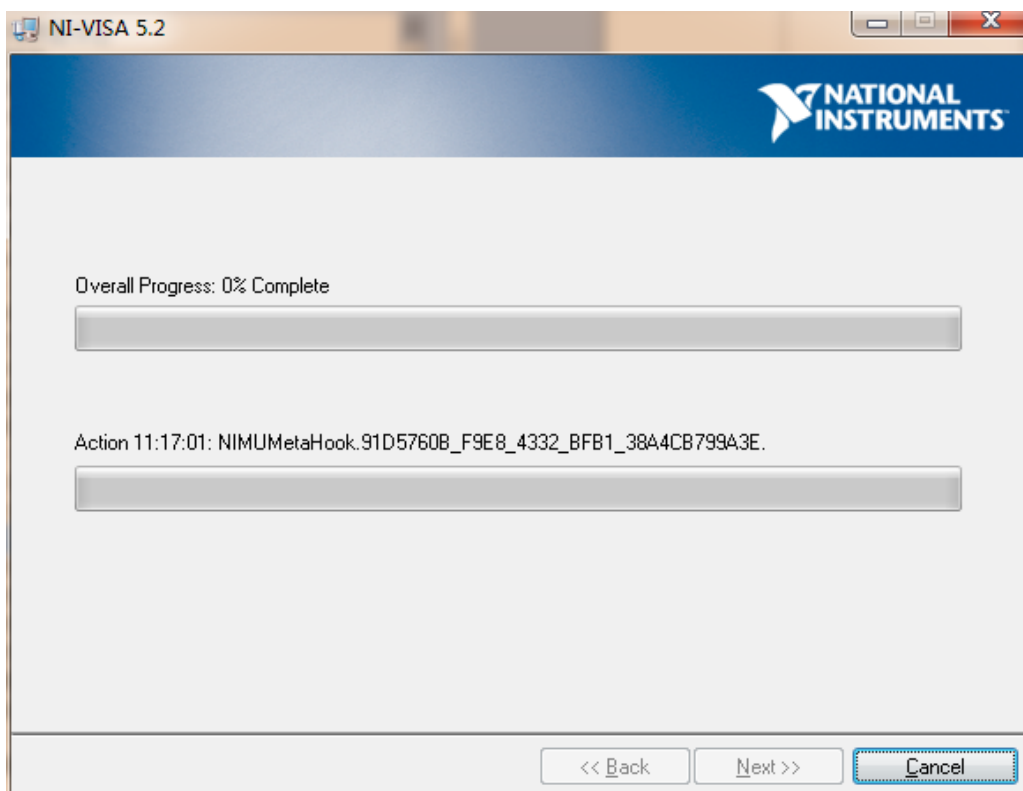 NI-VISA 5.2
NATIONAL
INSTRUMENTS
Overall Progress: 0% Complete
Action 11:17:01: NIMUMetaHook.91D5760B_F9E8_4332_BFB1_38A4CB799A3E.
<< Back
Next >>
Cancel